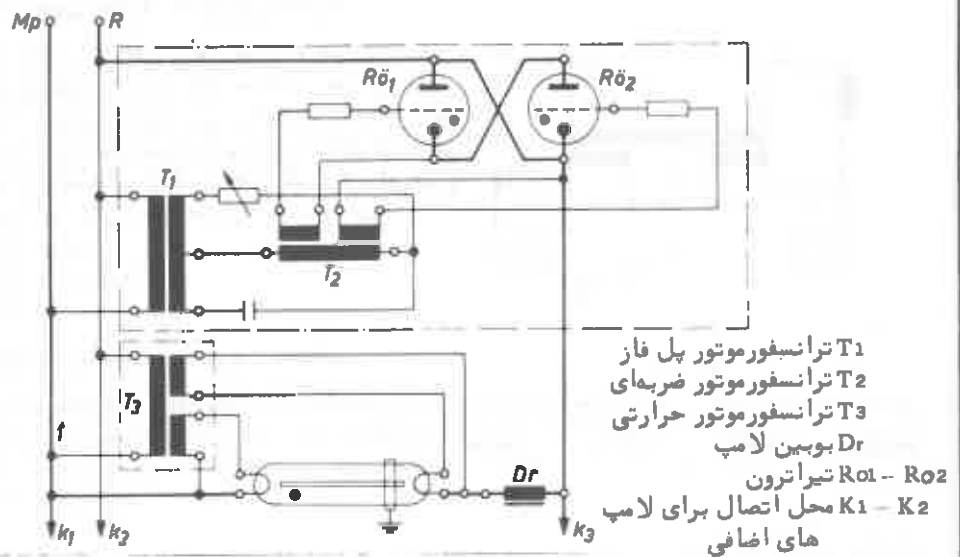 Mp R
Rö1 Rö2
T1
T2
T1 ترانسفورموتور پل فاز
T2 ترانسفورموتور ضربه‌ای
T3 ترانسفورموتور حرارتی
Dr بوبین لامپ
Ro1 -- Ro2 تیراترون
K1 - K2 محل اتصال برای لامپ
های اضافی
T3
1
Dr
k1 k2 k3